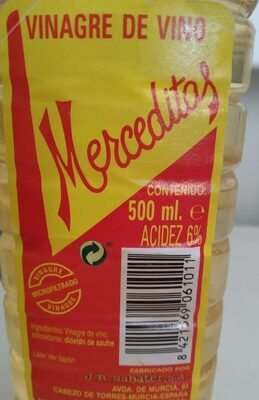 VINAGRE DE VINO
Merceditas
CONTENIDO:
500 ml. e
ACIDEZ 6%
VINAGRE
MICROFILTRADO
VINAGRE
Ingredientes: Vinagre de vino,
antioxidante: dióxido de azufre
Lote: Ver tapón
FABRICADO POR
AVDA. DE MURCIA, 61
CABEZO DE TORRES-MURCIA-ESPAÑA